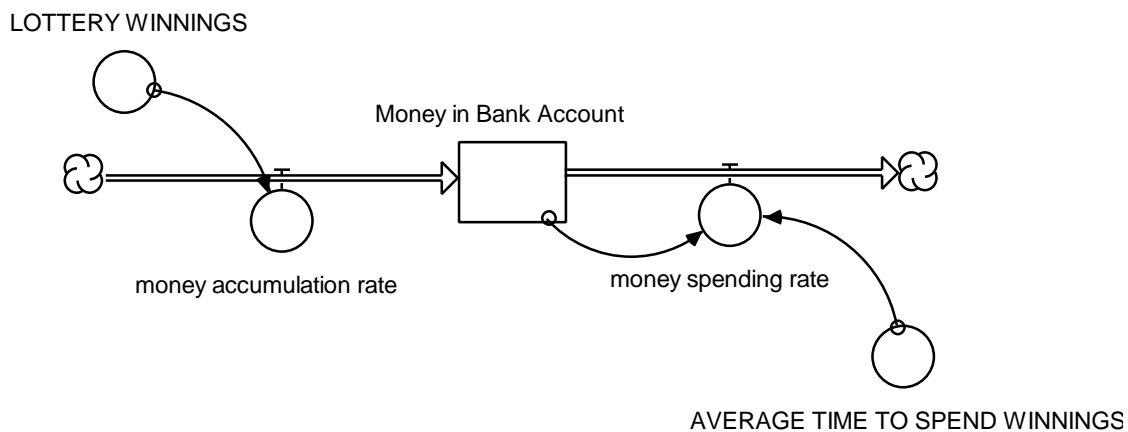 LOTTERY WINNINGS
Money in Bank Account
money accumulation rate
money spending rate
AVERAGE TIME TO SPEND WINNINGS